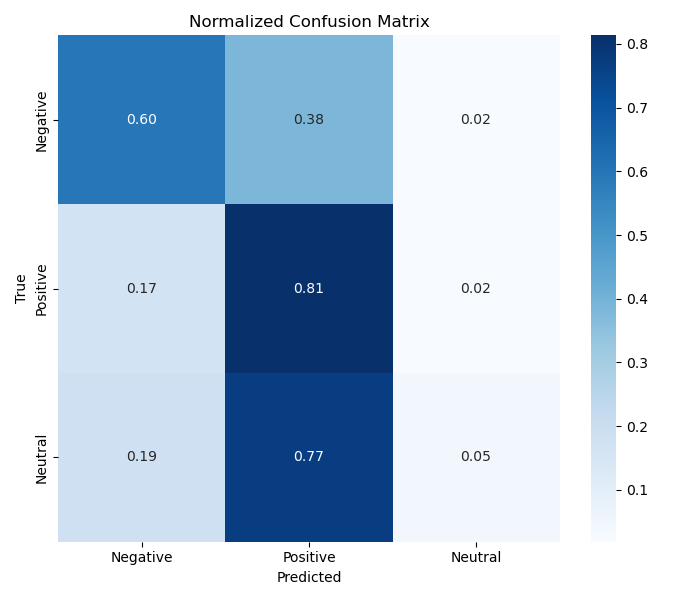 Normalized Confusion Matrix
True
Negative
0.60 0.38 0.02
Positive
0.17 0.81 0.02
Neutral
0.19 0.77 0.05
Negative Positive Neutral
Predicted
0.8
0.7
0.6
0.5
0.4
0.3
0.2
0.1